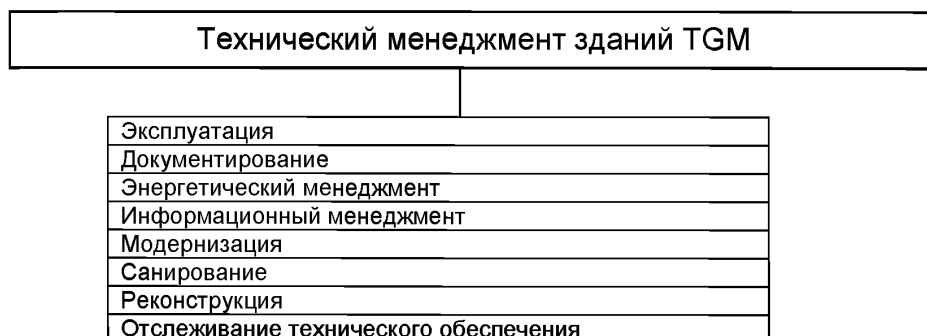 Технический менеджмент зданий TGM
Эксплуатация
Документирование
Энергетический менеджмент
Информационный менеджмент
Модернизация
Санирование
Реконструкция
Отслеживание технического обеспечения